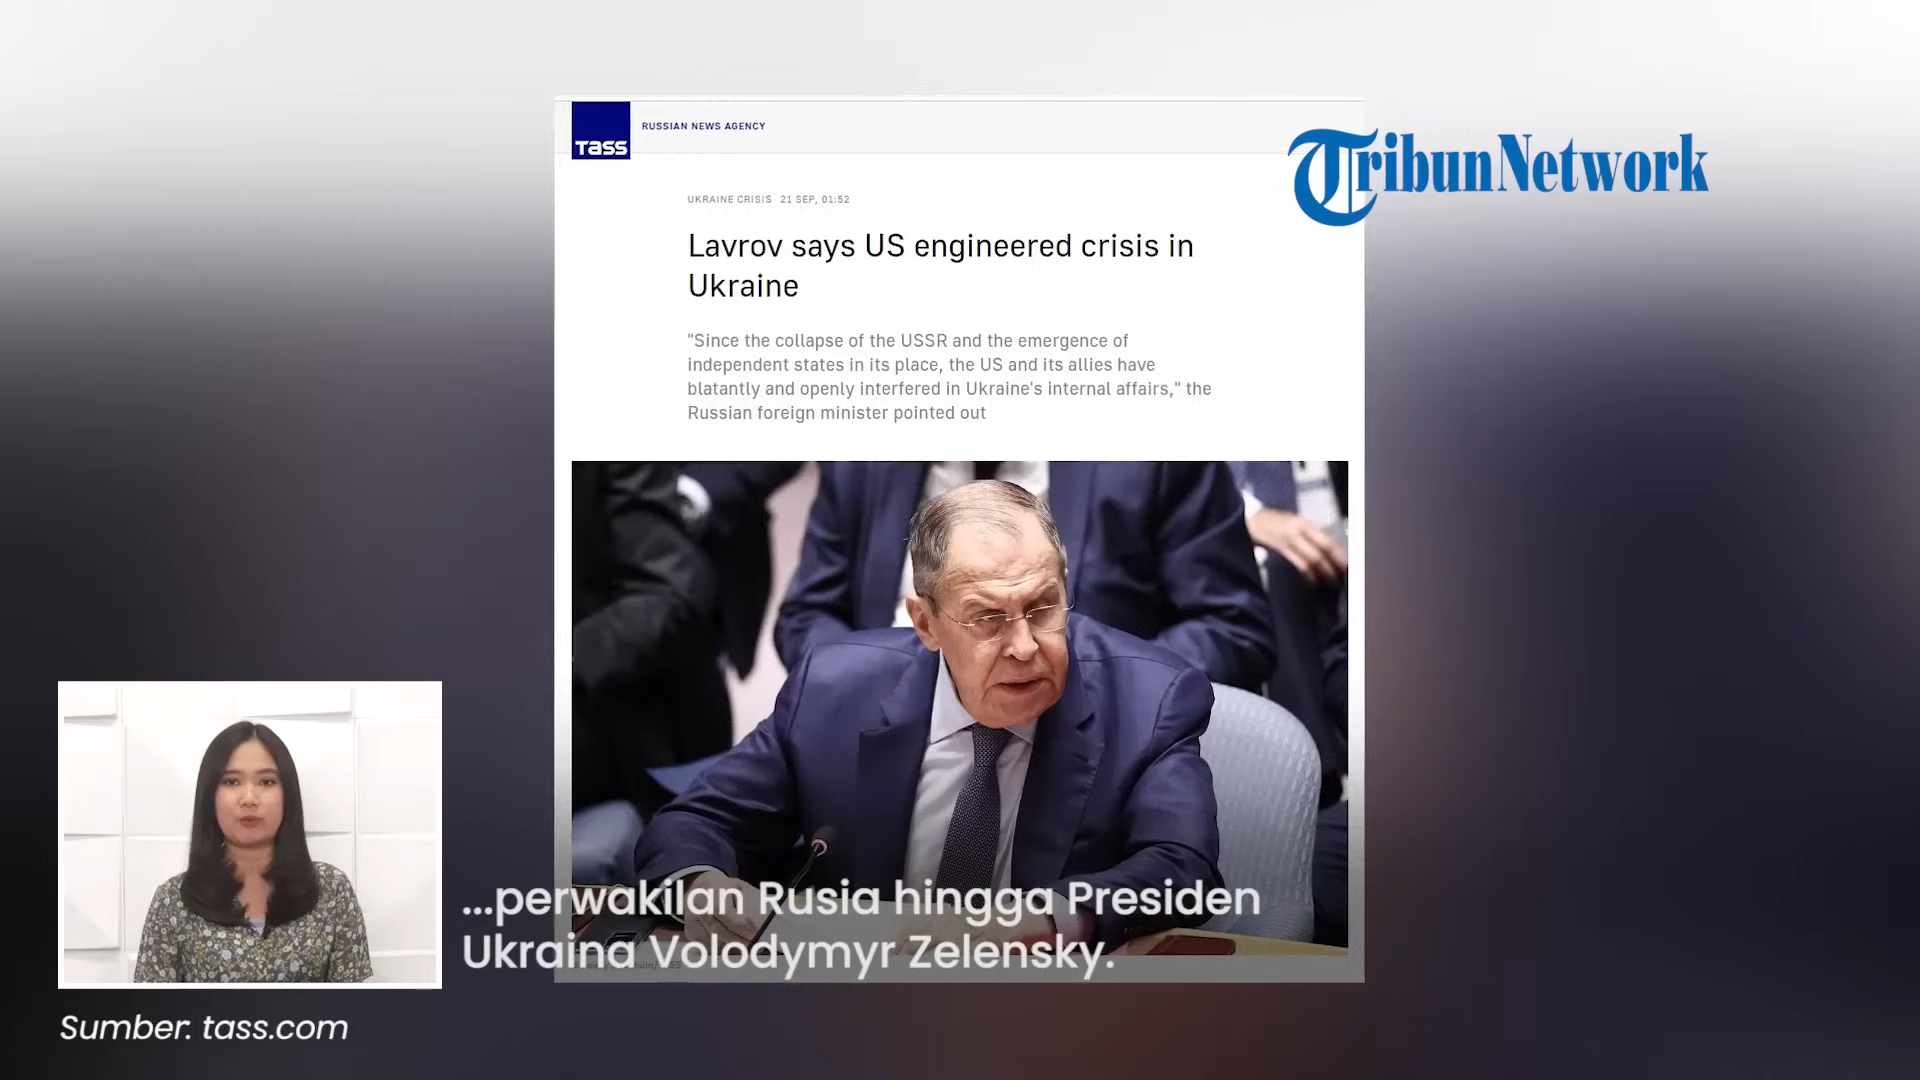 TASS
RUSSIAN NEWS AGENCY
TribunNetwork
UKRAINE CRISIS 21 SEP, 01:52
Lavrov says US engineered crisis in
Ukraine
"Since the collapse of the USSR and the emergence of
independent states in its place, the US and its allies have
blatantly and openly interfered in Ukraine's internal affairs," the
Russian foreign minister pointed out
...perwakilan Rusia hingga Presiden
Ukraina Volodymyr Zelensky.
Sumber: tass.com